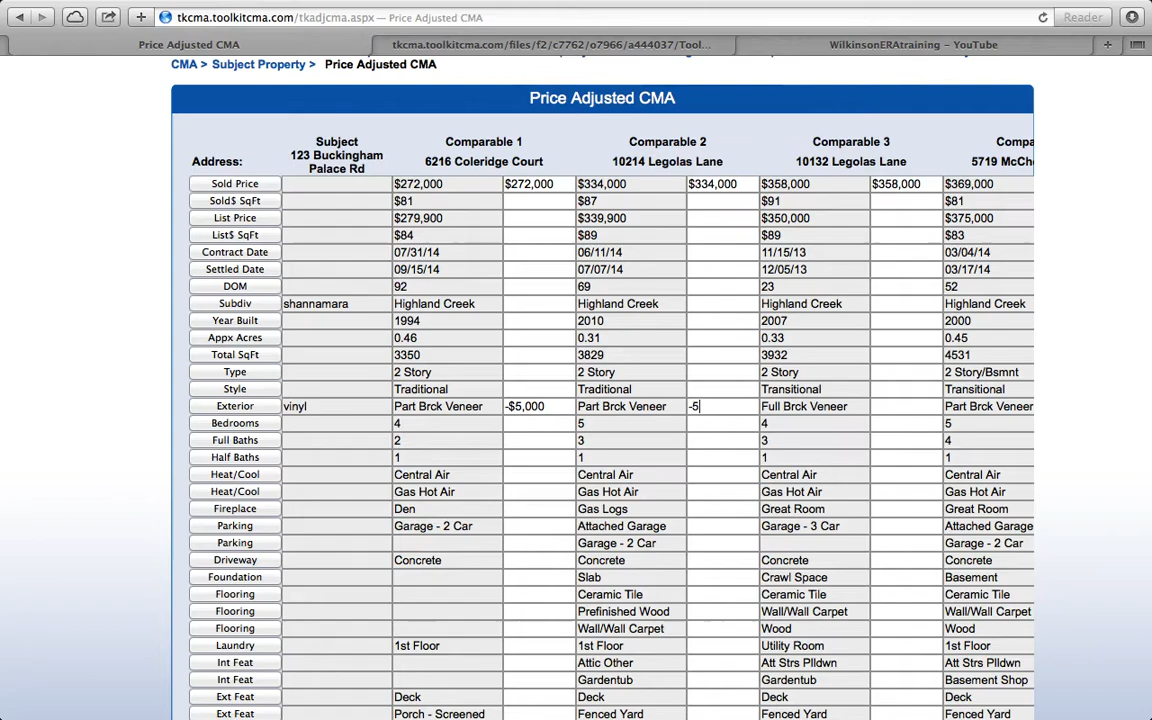 tkcma.toolkitcma.com/tkadjcma.aspx — Price Adjusted CMA
Reader
Price Adjusted CMA
tkcma.toolkitcma.com/files/f2/c7762/o7966/a444037/Tool...
WilkinsonERAtraining – YouTube
CMA > Subject Property > Price Adjusted CMA
Price Adjusted CMA
Subject Comparable 1 Comparable 2 Comparable 3 Compa
Address: 123 Buckingham Palace Rd 6216 Coleridge Court 10214 Legolas Lane 10132 Legolas Lane 5719 McCh
Sold Price $272,000 $272,000 $334,000 $334,000 $358,000 $358,000 $369,000
Sold$ SqFt $81 $87 $91 $81
List Price $279,900 $339,900 $350,000 $375,000
List$ SqFt $84 $89 $89 $83
Contract Date 07/31/14 06/11/14 11/15/13 03/04/14
Settled Date 09/15/14 07/07/14 12/05/13 03/17/14
DOM 92 69 23 52
Subdiv shannamara Highland Creek Highland Creek Highland Creek Highland Creek
Year Built 1994 2010 2007 2000
Appx Acres 0.46 0.31 0.33 0.45
Total SqFt 3350 3829 3932 4531
Type 2 Story 2 Story 2 Story 2 Story/Bsmnt
Style Traditional Traditional Transitional Transitional
Exterior vinyl Part Brck Veneer -$5,000 Part Brck Veneer -5 Full Brck Veneer Part Brck Veneer
Bedrooms 4 5 4 5
Full Baths 2 3 3 4
Half Baths 1 1 1 1
Heat/Cool Central Air Central Air Central Air Central Air
Heat/Cool Gas Hot Air Gas Hot Air Gas Hot Air Gas Hot Air
Fireplace Den Gas Logs Great Room Great Room
Parking Garage - 2 Car Attached Garage Garage - 3 Car Attached Garage
Parking Garage - 2 Car Garage - 2 Car
Driveway Concrete Concrete Concrete Concrete
Foundation Slab Crawl Space Basement
Flooring Ceramic Tile Ceramic Tile Ceramic Tile
Flooring Prefinished Wood Wall/Wall Carpet Wall/Wall Carpet
Flooring Wall/Wall Carpet Wood Wood
Laundry 1st Floor 1st Floor Utility Room 1st Floor
Int Feat Attic Other Att Strs Plldwn Att Strs Plldwn
Int Feat Gardentub Gardentub Basement Shop
Ext Feat Deck Deck Deck Deck
Ext Feat Porch - Screened Fenced Yard Fenced Yard Fenced Yard